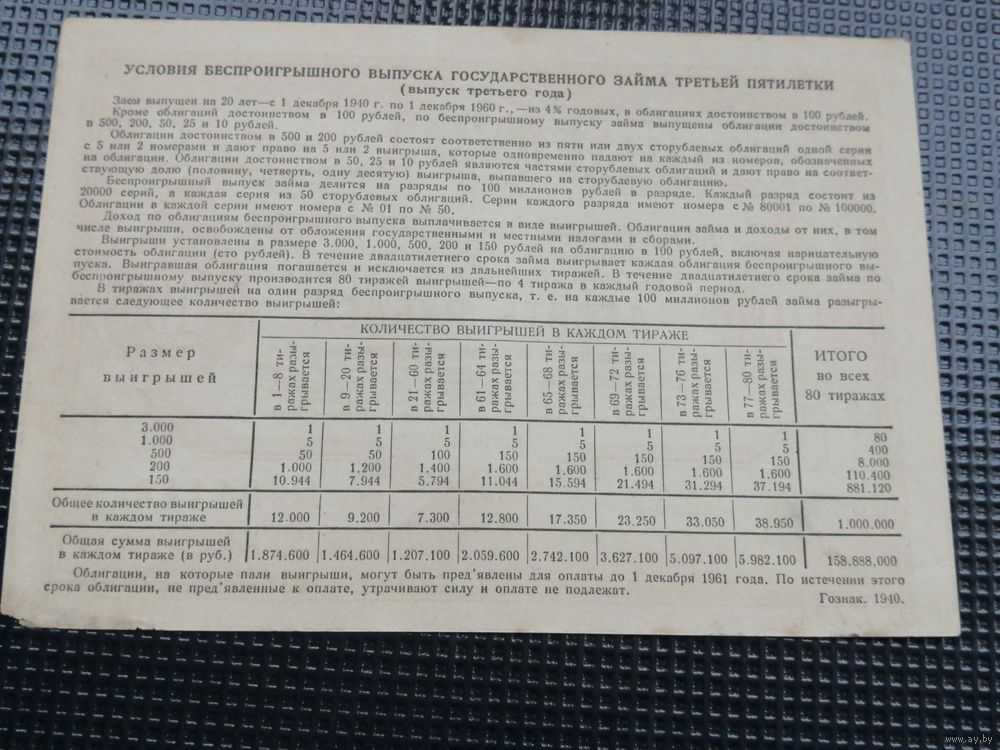 УСЛОВИЯ БЕСПРОИГРЫШНОГО ВЫПУСКА ГОСУДАРСТВЕННОГО ЗАЙМА ТРЕТЬЕЙ ПЯТИЛЕТКИ
(выпуск третьего года)
Заем выпущен на 20 лет—с 1 декабря 1940 г. по 1 декабря 1960 г.,—из 4% годовых, в облигациях достоинством в 100 рублей.
Кроме облигаций достоинством в 100 рублей, по беспроигрышному выпуску займа выпущены облигации достоинством
в 500, 200, 50, 25 и 10 рублей.
Облигации достоинством в 500 и 200 рублей состоят соответственно из пяти или двух сторублевых облигаций одной серии
с 5 или 2 номерами и дают право на 5 или 2 выигрыша, которые одновременно падают на каждый из номеров, обозначенных
на облигации. Облигации достоинством в 50, 25 и 10 рублей являются частями сторублевых облигаций и дают право на соответ-
ствующую долю (половину, четверть, одну десятую) выигрыша, выпавшего на сторублевую облигацию.
Беспроигрышный выпуск займа делится на разряды по 100 миллионов рублей в разряде. Каждый разряд состоит из
20000 серий, а каждая серия из 50 сторублевых облигаций. Серии каждого разряда имеют номера с № 80001 по № 100000.
Облигации в каждой серии имеют номера с № 01 по № 50.
Доход по облигациям беспроигрышного выпуска выплачивается в виде выигрышей. Облигации займа и доходы от них, в том
числе выигрыши, освобождены от обложения государственными и местными налогами и сборами.
Выигрыши установлены в размере 3.000, 1.000, 500, 200 и 150 рублей на облигацию в 100 рублей, включая нарицательную
стоимость облигации (сто рублей). В течение двадцатилетнего срока займа выигрывает каждая облигация беспроигрышного вы-
пуска. Выигравшая облигация погашается и исключается из дальнейших тиражей. В течение двадцатилетнего срока займа по
беспроигрышному выпуску производится 80 тиражей выигрышей—по 4 тиража в каждый годовой период.
В тиражах выигрышей на один разряд беспроигрышного выпуска, т. е. на каждые 100 миллионов рублей займа разыгры-
вается следующее количество выигрышей:
Размер выигрышей
КОЛИЧЕСТВО ВЫИГРЫШЕЙ В КАЖДОМ ТИРАЖЕ
в 1—8 ти-
ражах разы-
грывается
в 9—20 ти-
ражах разы-
грывается
в 21—60 ти-
ражах разы-
грывается
в 61—64 ти-
ражах разы-
грывается
в 65—68 ти-
ражах разы-
грывается
в 69—72 ти-
ражах разы-
грывается
в 73—76 ти-
ражах разы-
грывается
в 77—80 ти-
ражах разы-
грывается
ИТОГО
во всех
80 тиражах
3.000 1 1 1 1 1 1 1 1 80
1.000 5 5 5 5 5 5 5 5 400
500 50 50 100 150 150 150 150 150 8.000
200 1.000 1.200 1.400 1.600 1.600 1.600 1.600 1.600 110.400
150 10.944 7.944 5.794 11.044 15.594 21.494 31.294 37.194 881.120
Общее количество выигрышей
в каждом тираже 12.000 9.200 7.300 12.800 17.350 23.250 33.050 38.950 1.000.000
Общая сумма выигрышей
в каждом тираже (в руб.) 1.874.600 1.464.600 1.207.100 2.059.600 2.742.100 3.627.100 5.097.100 5.982.100 158.888.000
Облигации, на которые пали выигрыши, могут быть пред'явлены для оплаты до 1 декабря 1961 года. По истечении этого
срока облигации, не пред'явленные к оплате, утрачивают силу и оплате не подлежат.
Гознак. 1940.
www.ay.by